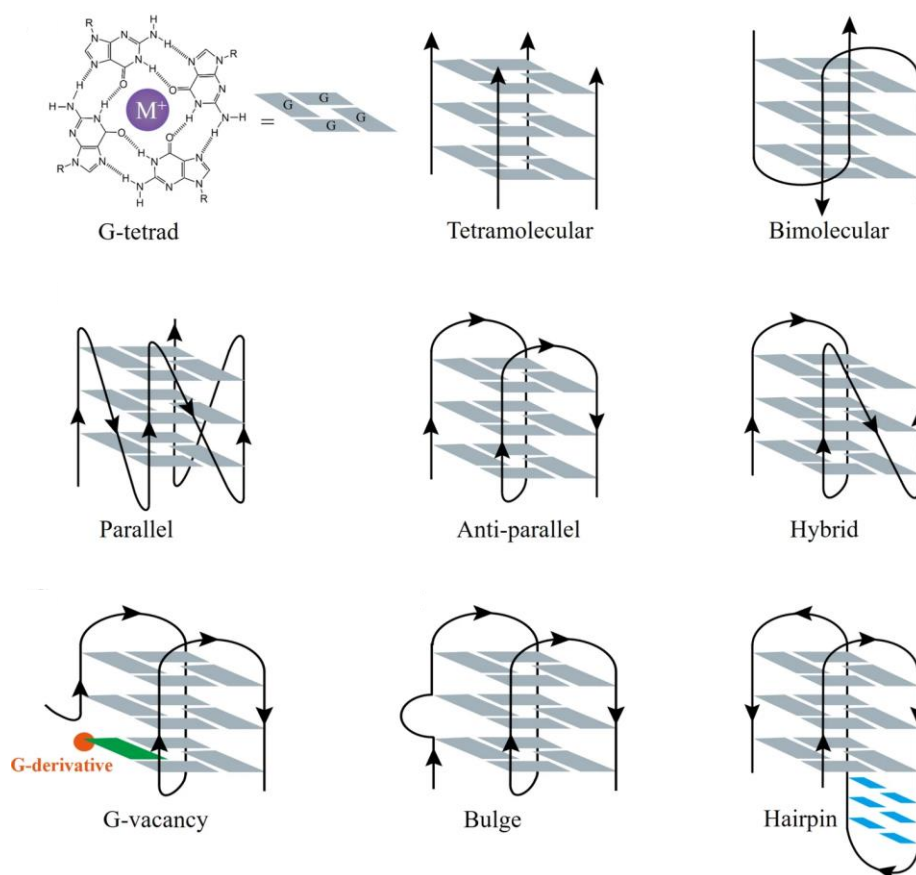 R
N
N
N
N
H
H
N
R
O
H
N
N
H
H
O
N
N
H
M⁺
N
H
N
N
H
O
H
N
N
H
O
H
N
R
N
H
N
N
H
N
N
R
=
G
G
G
G
G-tetrad
Tetramolecular
Bimolecular
Parallel
Anti-parallel
Hybrid
G-derivative
G-vacancy
Bulge
Hairpin